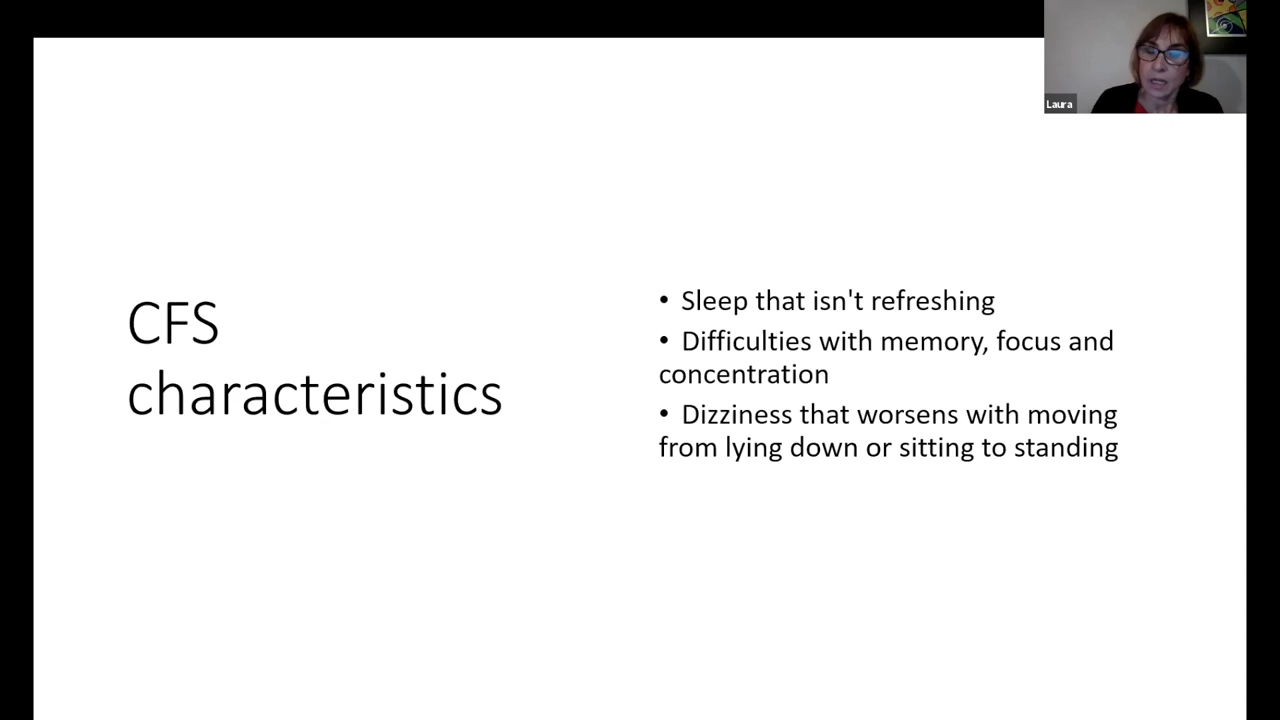 Laura
CFS
characteristics
• Sleep that isn't refreshing
• Difficulties with memory, focus and
concentration
• Dizziness that worsens with moving
from lying down or sitting to standing